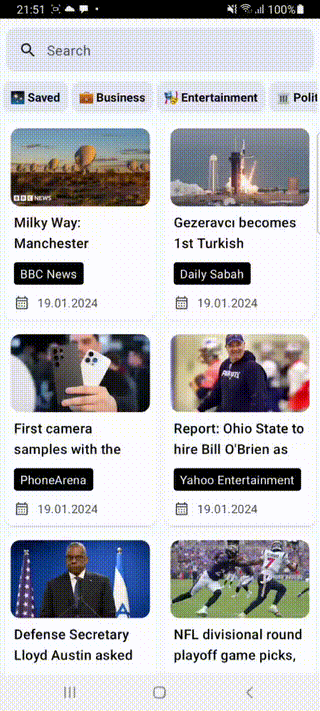 21:51
100%
Search
Saved
Business
Entertainment
Polit
BBC NEWS
Milky Way:
Manchester
BBC News
19.01.2024
Gezeravcı becomes
1st Turkish
Daily Sabah
19.01.2024
First camera
samples with the
PhoneArena
19.01.2024
Report: Ohio State to
hire Bill O'Brien as
Yahoo Entertainment
19.01.2024
Defense Secretary
Lloyd Austin asked
NFL divisional round
playoff game picks,